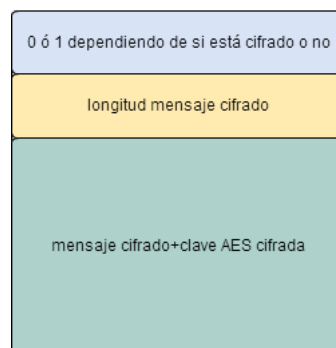 0 ó 1 dependiendo de si está cifrado o no
longitud mensaje cifrado
mensaje cifrado+clave AES cifrada